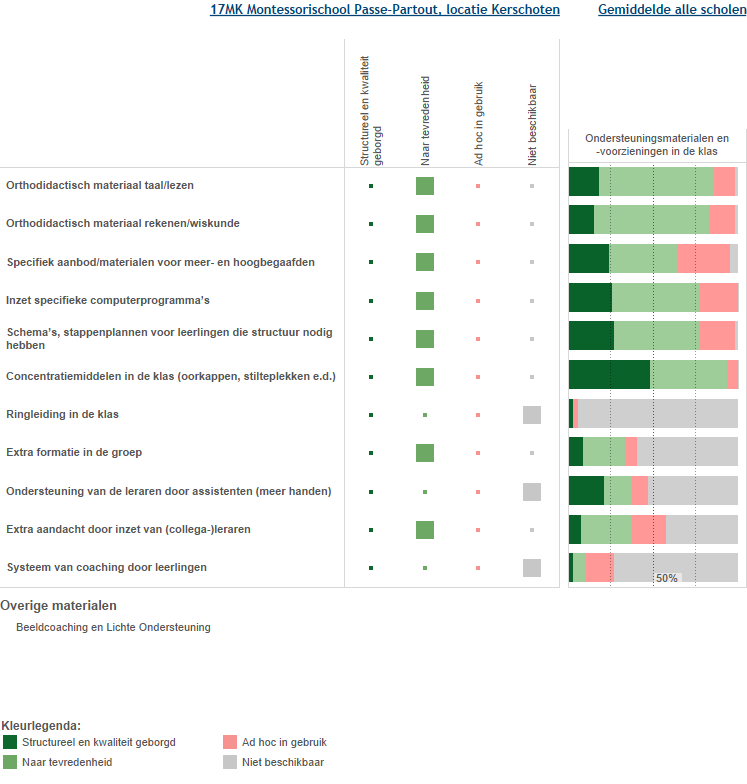 17MK Montessorischool Passe-Partout, locatie Kerschoten
Gemiddelde alle scholen
Structureel en kwaliteit
geborgd
Naar tevredenheid
Ad hoc in gebruik
Niet beschikbaar
Ondersteuningsmaterialen en
-voorzieningen in de klas
Orthodidactisch materiaal taal/lezen
Orthodidactisch materiaal rekenen/wiskunde
Specifiek aanbod/materialen voor meer- en hoogbegaafden
Inzet specifieke computerprogramma's
Schema's, stappenplannen voor leerlingen die structuur nodig
hebben
Concentratiemiddelen in de klas (oorkappen, stilteplekken e.d.)
Ringleiding in de klas
Extra formatie in de groep
Ondersteuning van de leraren door assistenten (meer handen)
Extra aandacht door inzet van (collega-)leraren
Systeem van coaching door leerlingen
50%
Overige materialen
Beeldcoaching en Lichte Ondersteuning
Kleurlegenda:
Structureel en kwaliteit geborgd
Ad hoc in gebruik
Naar tevredenheid
Niet beschikbaar